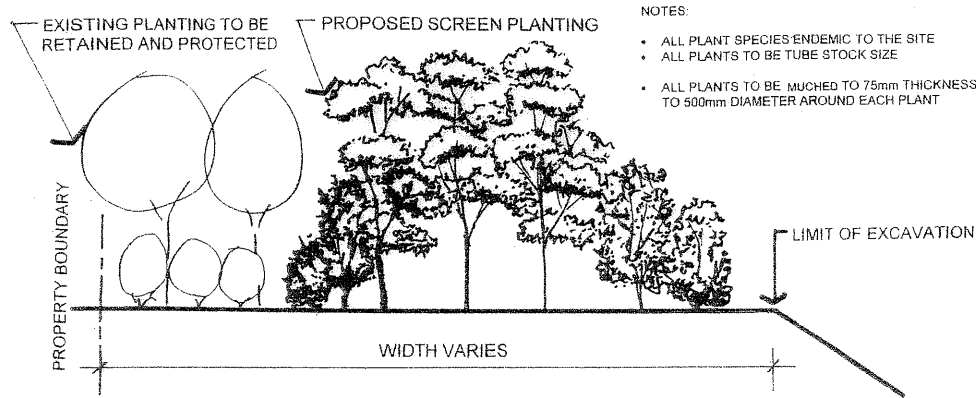 EXISTING PLANTING TO BE
RETAINED AND PROTECTED
PROPOSED SCREEN PLANTING
NOTES:
• ALL PLANT SPECIES ENDEMIC TO THE SITE
• ALL PLANTS TO BE TUBE STOCK SIZE
• ALL PLANTS TO BE MUCHED TO 75mm THICKNESS
TO 500mm DIAMETER AROUND EACH PLANT
PROPERTY BOUNDARY
LIMIT OF EXCAVATION
WIDTH VARIES